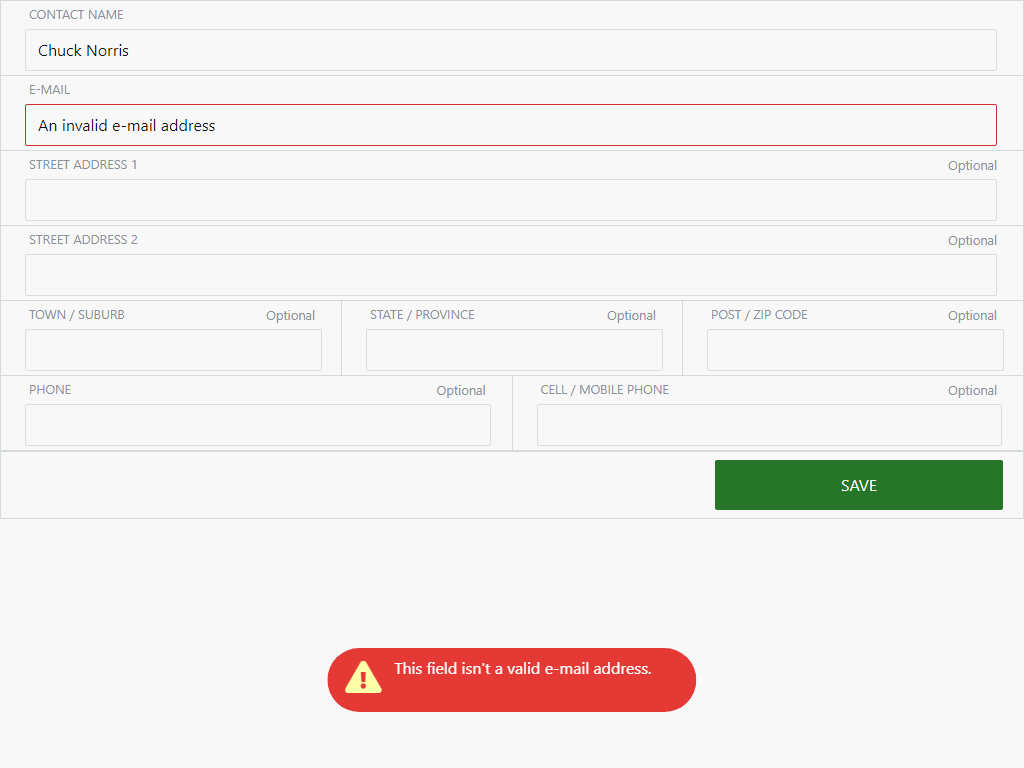 CONTACT NAME
Chuck Norris
E-MAIL
An invalid e-mail address
STREET ADDRESS 1 Optional
STREET ADDRESS 2 Optional
TOWN / SUBURB Optional STATE / PROVINCE Optional POST / ZIP CODE Optional
PHONE Optional CELL / MOBILE PHONE Optional
SAVE
This field isn't a valid e-mail address.